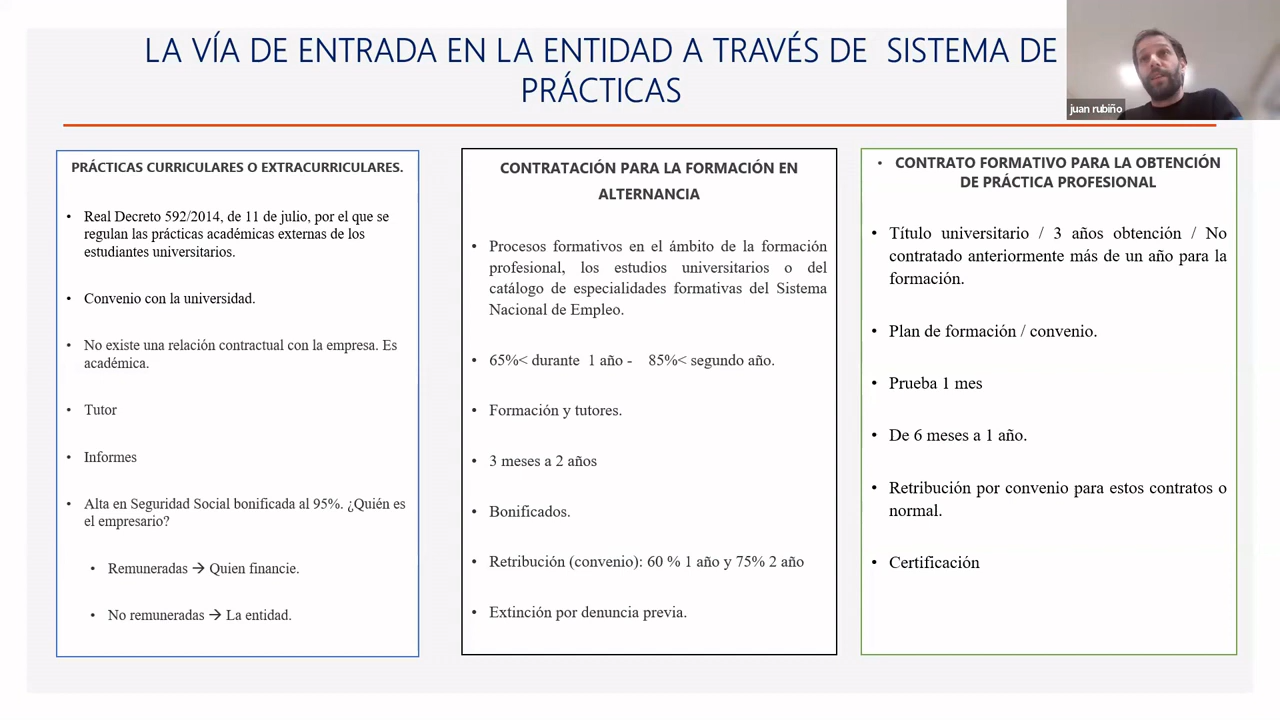 LA VÍA DE ENTRADA EN LA ENTIDAD A TRAVÉS DE SISTEMA DE
PRÁCTICAS
juan rubiño
PRÁCTICAS CURRICULARES O EXTRACURRICULARES.
• Real Decreto 592/2014, de 11 de julio, por el que se
regulan las prácticas académicas externas de los
estudiantes universitarios.
• Convenio con la universidad.
• No existe una relación contractual con la empresa. Es
académica.
• Tutor
• Informes
• Alta en Seguridad Social bonificada al 95%. ¿Quién es
el empresario?
• Remuneradas → Quien financie.
• No remuneradas → La entidad.
CONTRATACIÓN PARA LA FORMACIÓN EN
ALTERNANCIA
• Procesos formativos en el ámbito de la formación
profesional, los estudios universitarios o del
catálogo de especialidades formativas del Sistema
Nacional de Empleo.
• 65%< durante 1 año - 85%< segundo año.
• Formación y tutores.
• 3 meses a 2 años
• Bonificados.
• Retribución (convenio): 60 % 1 año y 75% 2 año
• Extinción por denuncia previa.
• CONTRATO FORMATIVO PARA LA OBTENCIÓN
DE PRÁCTICA PROFESIONAL
• Título universitario / 3 años obtención / No
contratado anteriormente más de un año para la
formación.
• Plan de formación / convenio.
• Prueba 1 mes
• De 6 meses a 1 año.
• Retribución por convenio para estos contratos o
normal.
• Certificación